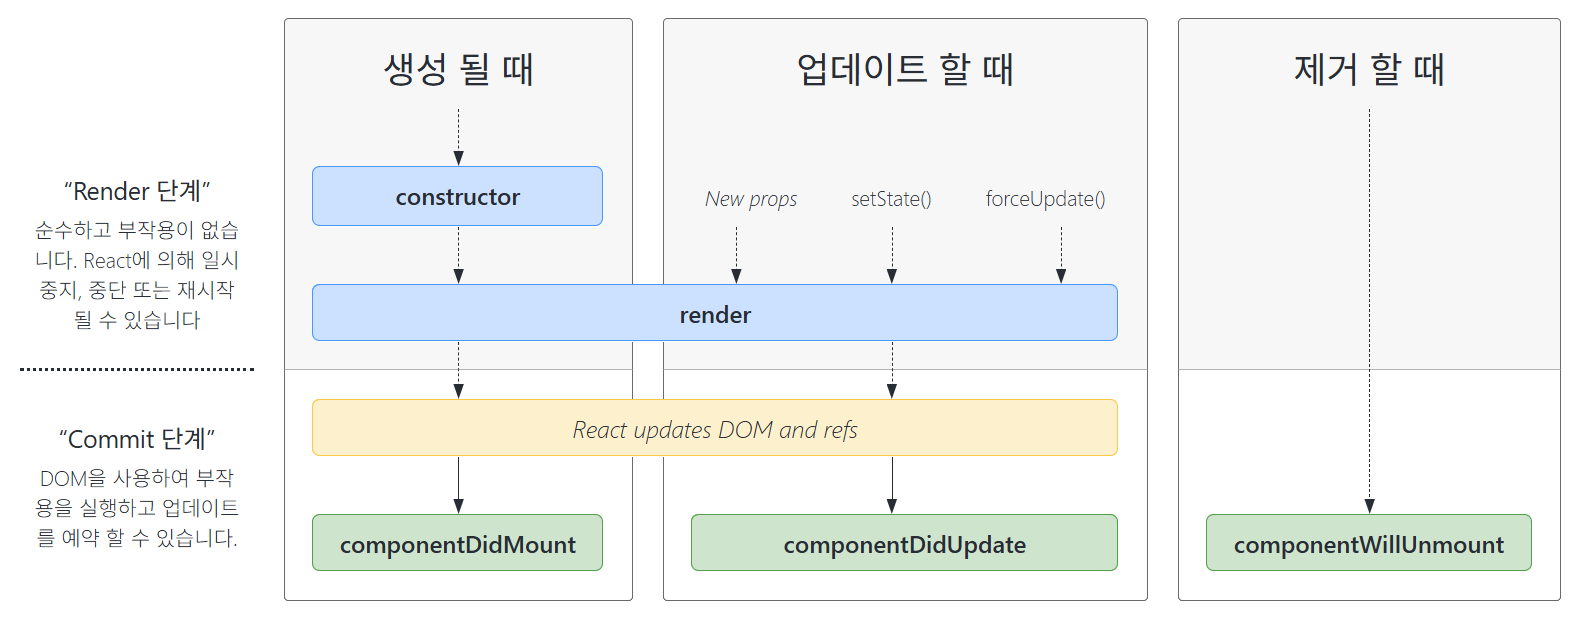 생성 될 때
업데이트 할 때
제거 할 때
“Render 단계”
순수하고 부작용이 없습
니다. React에 의해 일시
중지, 중단 또는 재시작
될 수 있습니다
constructor
New props
setState()
forceUpdate()
render
“Commit 단계”
DOM을 사용하여 부작
용을 실행하고 업데이트
를 예약 할 수 있습니다.
React updates DOM and refs
componentDidMount
componentDidUpdate
componentWillUnmount